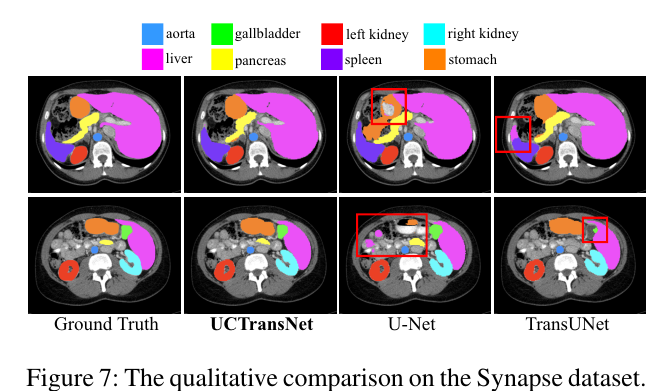 aorta gallbladder left kidney right kidney
liver pancreas spleen stomach
Ground Truth UCTransNet U-Net TransUNet
Figure 7: The qualitative comparison on the Synapse dataset.